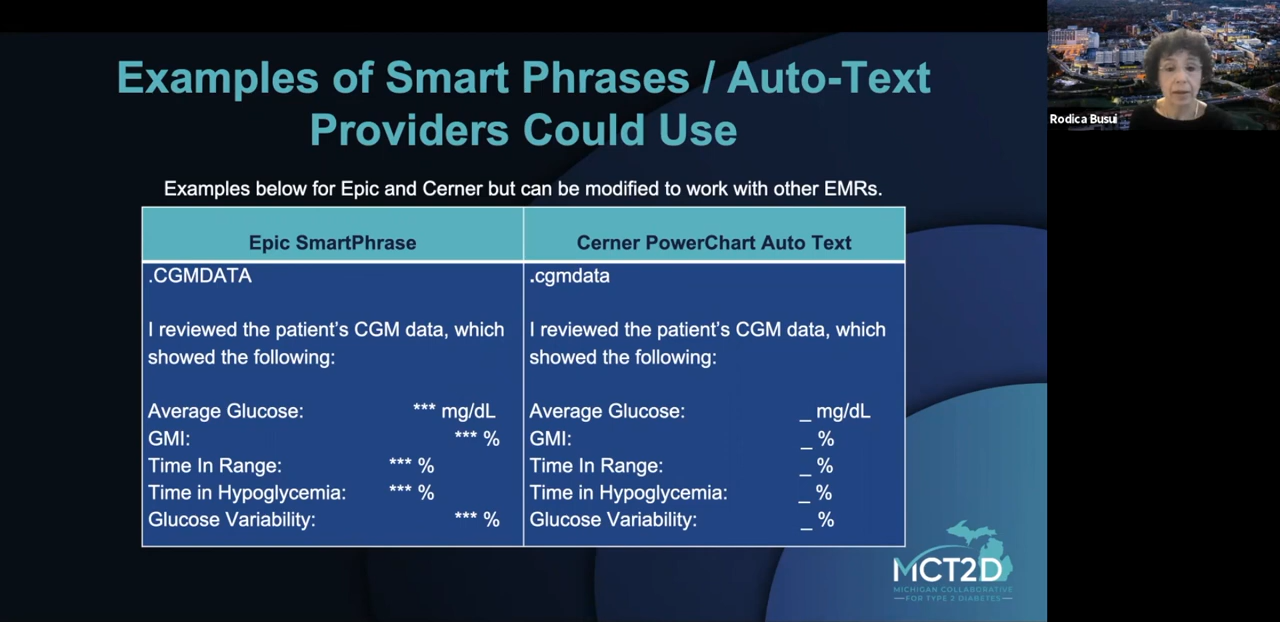 Examples of Smart Phrases / Auto-Text
Providers Could Use
Examples below for Epic and Cerner but can be modified to work with other EMRs.
Epic SmartPhrase
.CGMDATA
I reviewed the patient's CGM data, which
showed the following:
Average Glucose: *** mg/dL
GMI: *** %
Time In Range: *** %
Time in Hypoglycemia: *** %
Glucose Variability: *** %
Cerner PowerChart Auto Text
.cgmdata
I reviewed the patient's CGM data, which
showed the following:
Average Glucose: _ mg/dL
GMI: _ %
Time In Range: _ %
Time in Hypoglycemia: _ %
Glucose Variability: _ %
MCT2D
MICHIGAN COLLABORATIVE
FOR TYPE 2 DIABETES
Rodica Busui